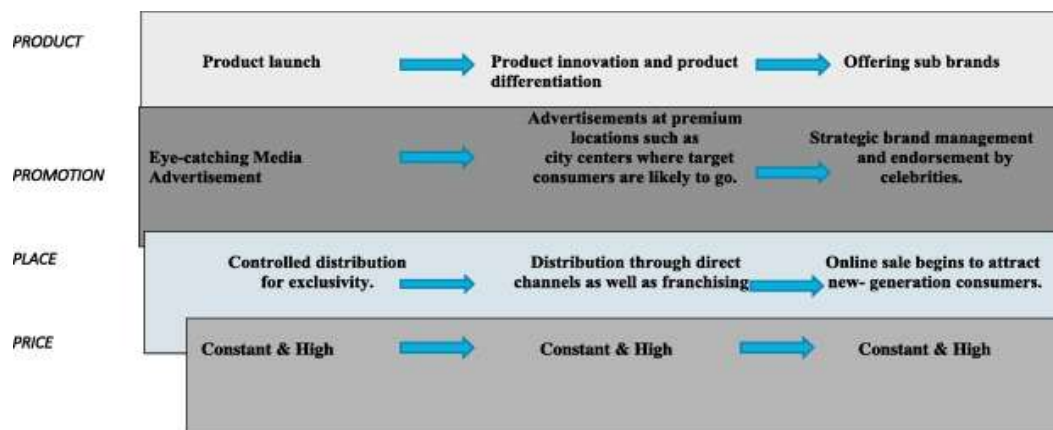 PRODUCT
Product launch
Product innovation and product
differentiation
Offering sub brands
PROMOTION
Eye-catching Media
Advertisement
Advertisements at premium
locations such as
city centers where target
consumers are likely to go.
Strategic brand management
and endorsement by
celebrities.
PLACE
Controlled distribution
for exclusivity.
Distribution through direct
channels as well as franchising
Online sale begins to attract
new- generation consumers.
PRICE
Constant & High
Constant & High
Constant & High